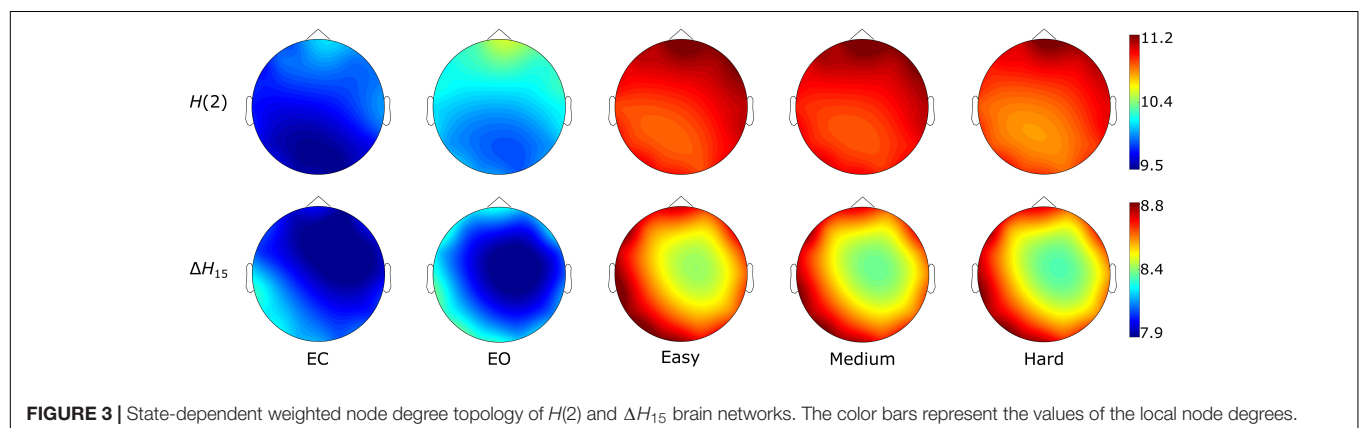 H(2)
11.2
10.4
9.5
ΔH₁₅
8.8
8.4
7.9
EC EO Easy Medium Hard
FIGURE 3 | State-dependent weighted node degree topology of H(2) and ΔH₁₅ brain networks. The color bars represent the values of the local node degrees.